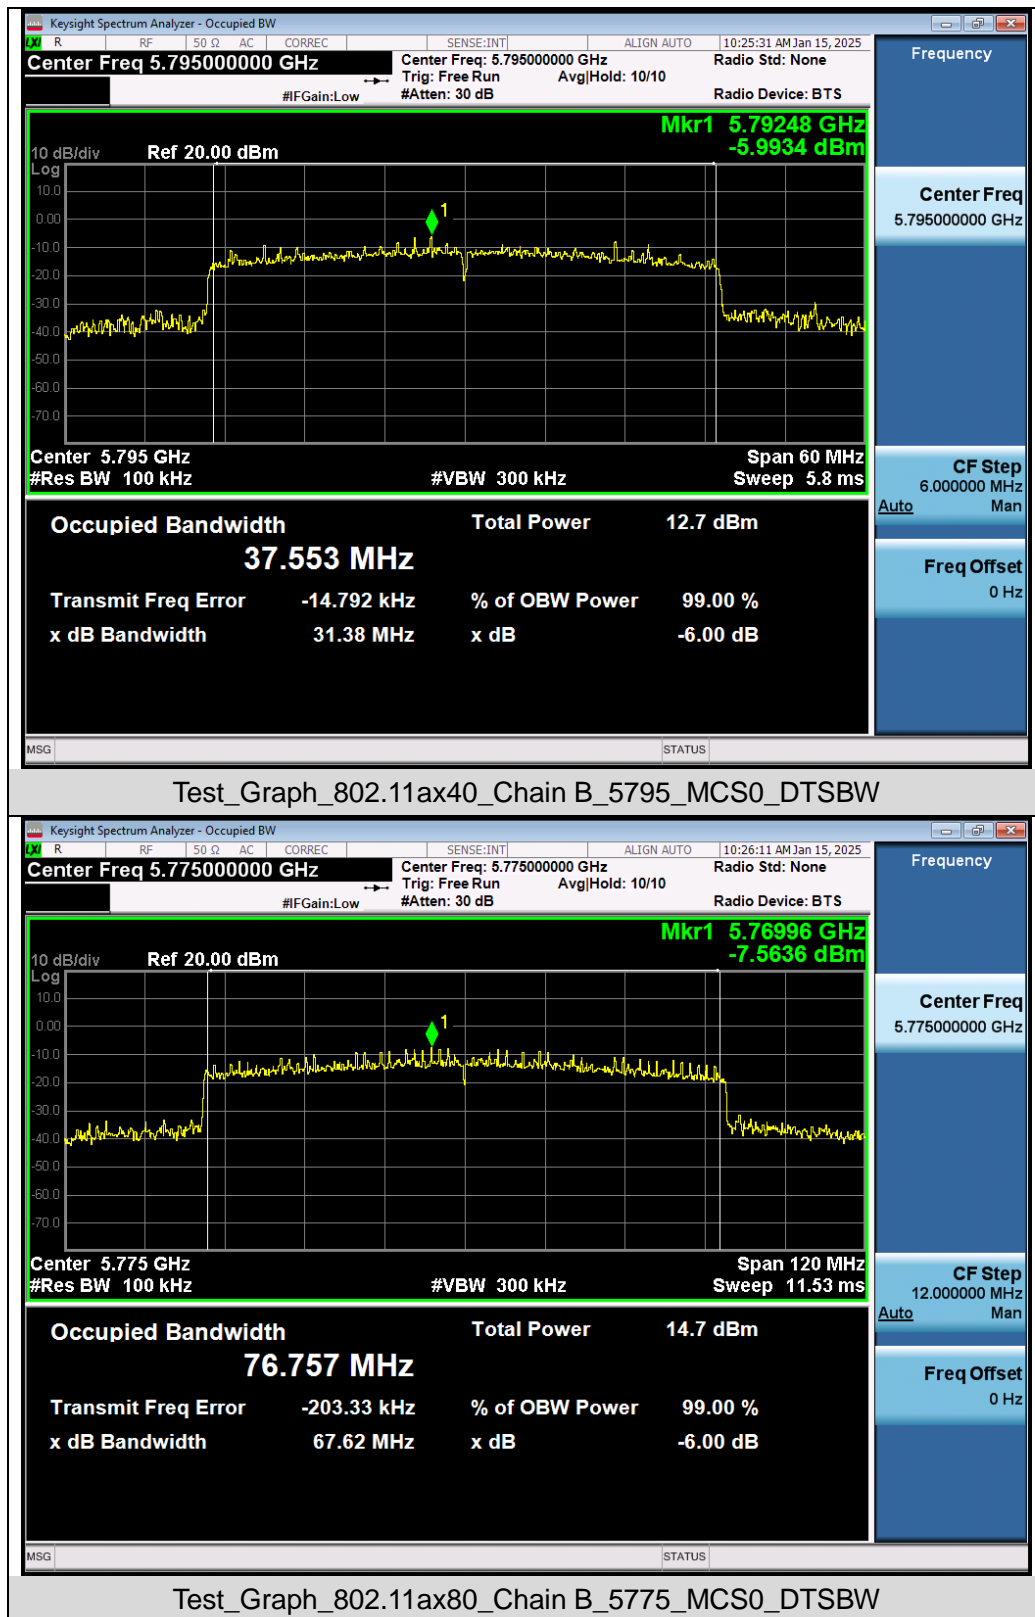 Keysight Spectrum Analyzer - Occupied BW
LXI R RF 50 Ω AC CORREC SENSE:INT ALIGN AUTO 10:25:31 AM Jan 15, 2025
Center Freq 5.795000000 GHz Center Freq: 5.795000000 GHz Radio Std: None
Trig: Free Run Avg|Hold: 10/10
#IFGain:Low #Atten: 30 dB Radio Device: BTS
Frequency
Mkr1 5.79248 GHz
10 dB/div Ref 20.00 dBm -5.9934 dBm
Log
10.0
0.00
-10.0
-20.0
-30.0
-40.0
-50.0
-60.0
-70.0
1
Center Freq
5.795000000 GHz
Center 5.795 GHz Span 60 MHz
#Res BW 100 kHz #VBW 300 kHz Sweep 5.8 ms
CF Step
6.000000 MHz
Auto Man
Occupied Bandwidth Total Power 12.7 dBm
37.553 MHz
Freq Offset
0 Hz
Transmit Freq Error -14.792 kHz % of OBW Power 99.00 %
x dB Bandwidth 31.38 MHz x dB -6.00 dB
MSG STATUS
Test_Graph_802.11ax40_Chain B_5795_MCS0_DTSBW
Keysight Spectrum Analyzer - Occupied BW
LXI R RF 50 Ω AC CORREC SENSE:INT ALIGN AUTO 10:26:11 AM Jan 15, 2025
Center Freq 5.775000000 GHz Center Freq: 5.775000000 GHz Radio Std: None
Trig: Free Run Avg|Hold: 10/10
#IFGain:Low #Atten: 30 dB Radio Device: BTS
Frequency
Mkr1 5.76996 GHz
10 dB/div Ref 20.00 dBm -7.5636 dBm
Log
10.0
0.00
-10.0
-20.0
-30.0
-40.0
-50.0
-60.0
-70.0
1
Center Freq
5.775000000 GHz
Center 5.775 GHz Span 120 MHz
#Res BW 100 kHz #VBW 300 kHz Sweep 11.53 ms
CF Step
12.000000 MHz
Auto Man
Occupied Bandwidth Total Power 14.7 dBm
76.757 MHz
Freq Offset
0 Hz
Transmit Freq Error -203.33 kHz % of OBW Power 99.00 %
x dB Bandwidth 67.62 MHz x dB -6.00 dB
MSG STATUS
Test_Graph_802.11ax80_Chain B_5775_MCS0_DTSBW